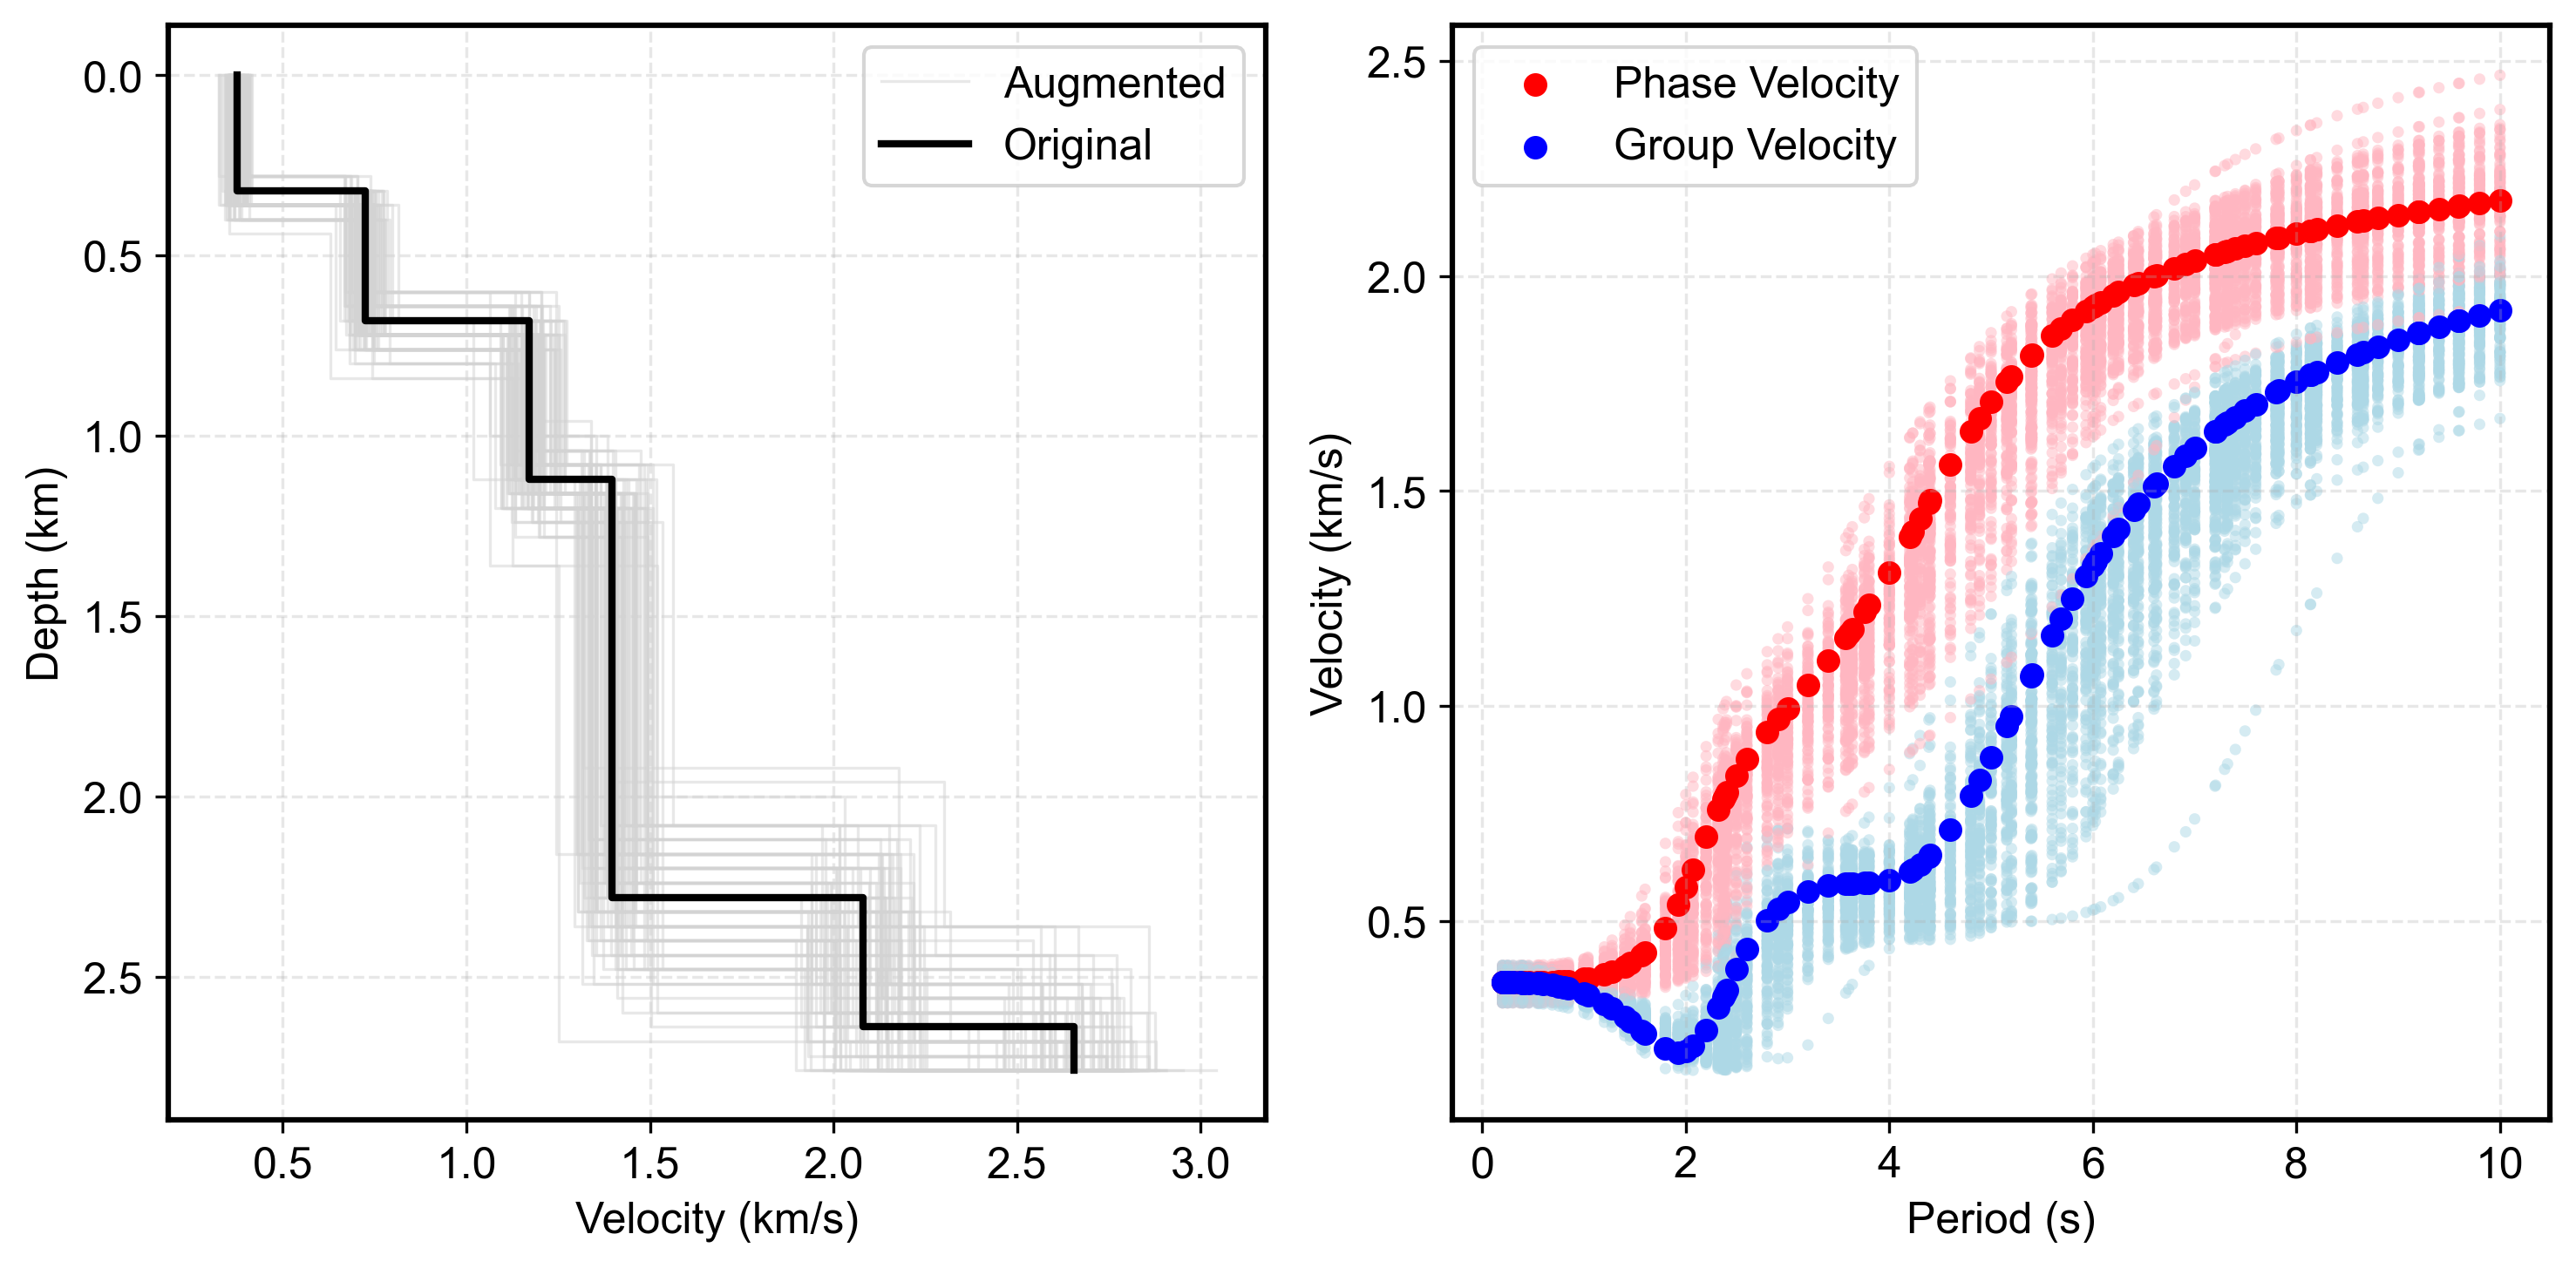 0.0
0.5
1.0
1.5
2.0
2.5
Depth (km)
0.5 1.0 1.5 2.0 2.5 3.0
Velocity (km/s)
Augmented
Original
2.5
2.0
1.5
1.0
0.5
Velocity (km/s)
0 2 4 6 8 10
Period (s)
Phase Velocity
Group Velocity